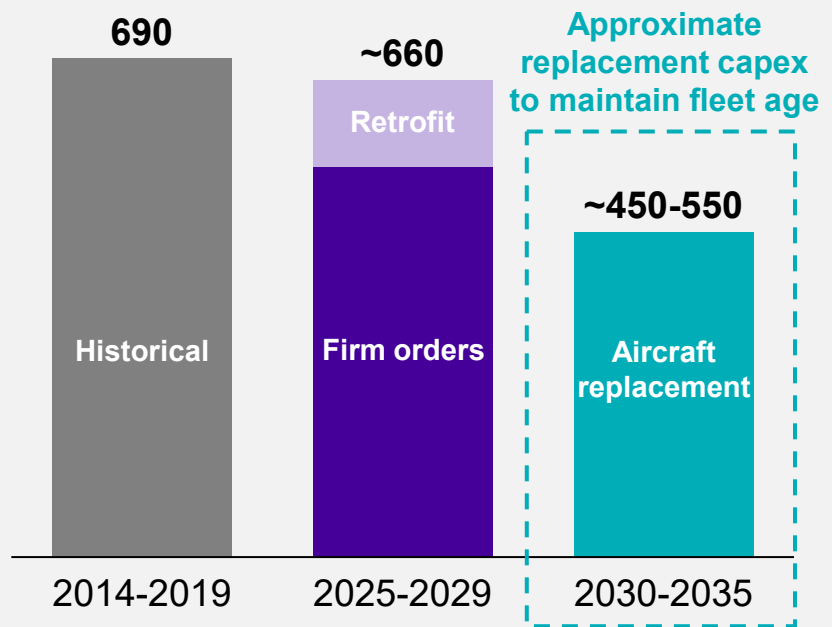 690
~660
Approximate
replacement capex
to maintain fleet age
Retrofit
~450-550
Historical
Firm orders
Aircraft
replacement
2014-2019
2025-2029
2030-2035